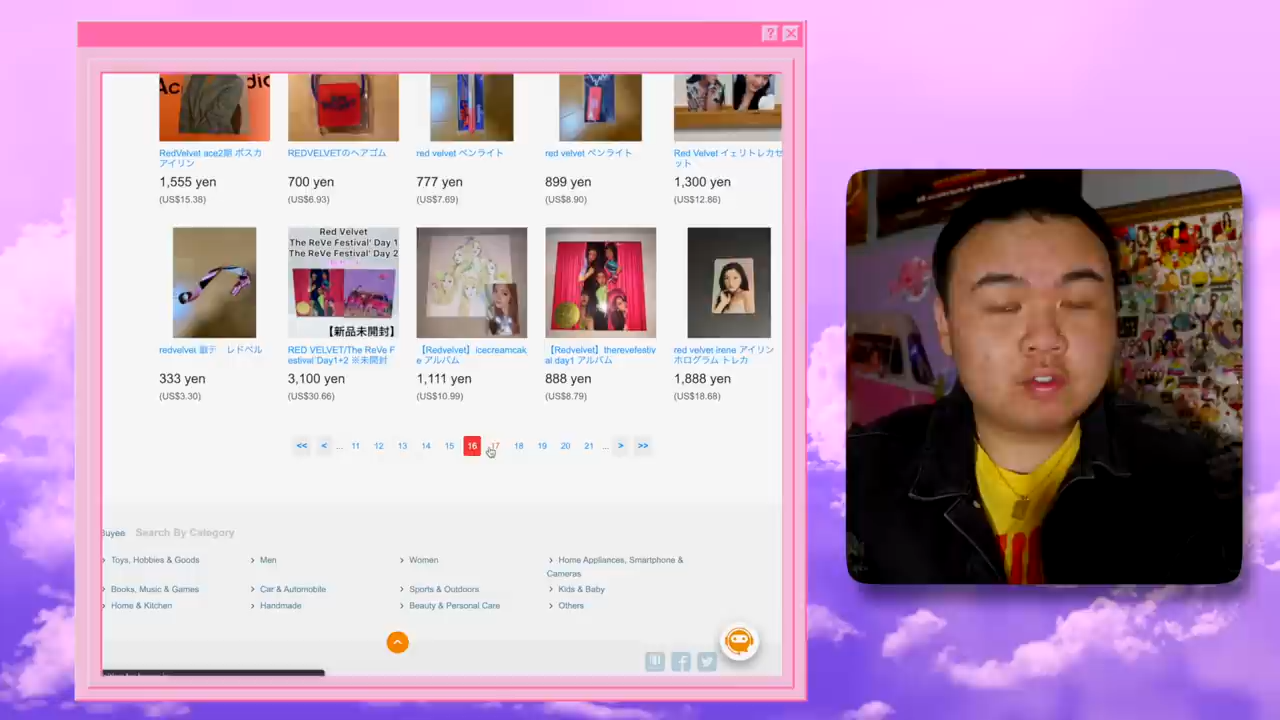 ? ×
RedVelvet ace2期 ポスカ
アイリン
1,555 yen
(US$15.38)
REDVELVETのヘアゴム
700 yen
(US$6.93)
red velvet ペンライト
777 yen
(US$7.69)
red velvet ペンライト
899 yen
(US$8.90)
Red Velvet イェリトレカセ
ット
1,300 yen
(US$12.86)
Red Velvet
The ReVe Festival' Day 1
The ReVe Festival' Day 2
【新品未開封】
redvelvet レドベル
333 yen
(US$3.30)
RED VELVET/The ReVe F
estival'Day1+2 ※未開封
3,100 yen
(US$30.66)
【Redvelvet】icecreamcak
e アルバム
1,111 yen
(US$10.99)
【Redvelvet】therevefestiv
al day1 アルバム
888 yen
(US$8.79)
red velvet irene アイリン
ホログラム トレカ
1,888 yen
(US$18.68)
<< < ... 11 12 13 14 15 16 17 18 19 20 21 ... > >>
Buyee Search By Category
Toys, Hobbies & Goods
Men
Women
Home Appliances, Smartphone &
Cameras
Books, Music & Games
Car & Automobile
Sports & Outdoors
Kids & Baby
Home & Kitchen
Handmade
Beauty & Personal Care
Others